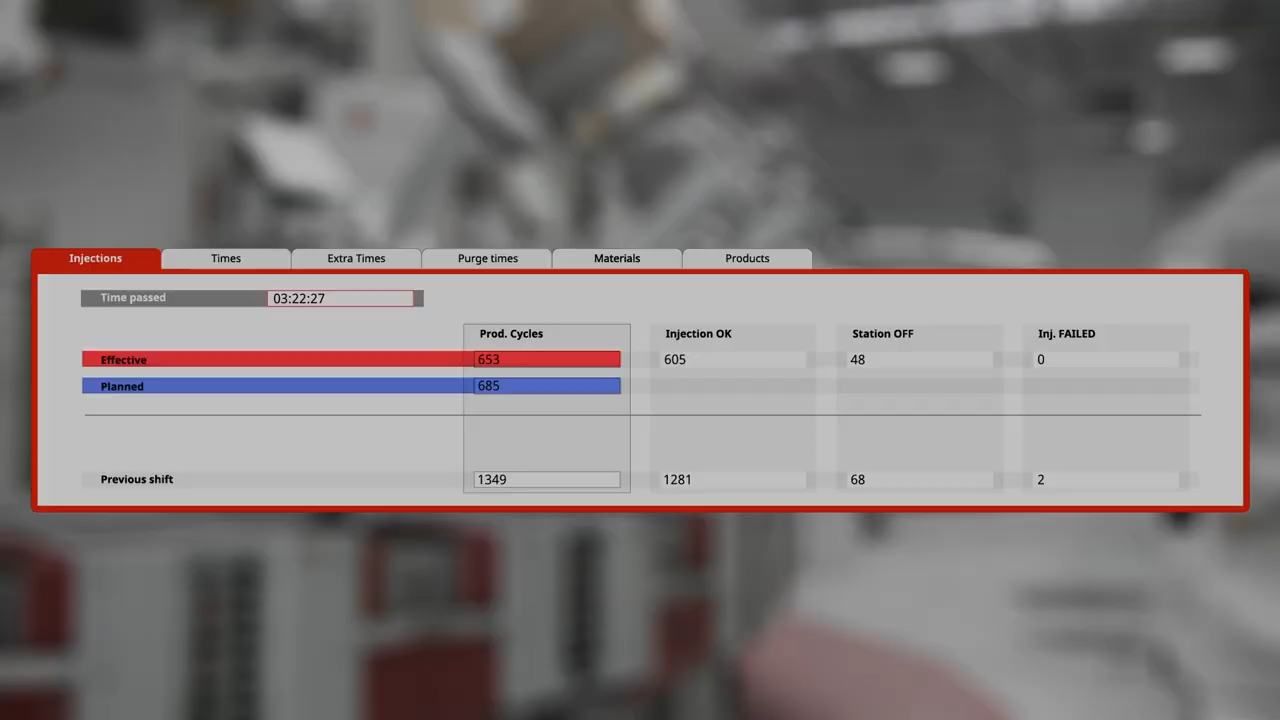 Injections Times Extra Times Purge times Materials Products
Time passed 03:22:27
Prod. Cycles Injection OK Station OFF Inj. FAILED
Effective 653 605 48 0
Planned 685
Previous shift 1349 1281 68 2